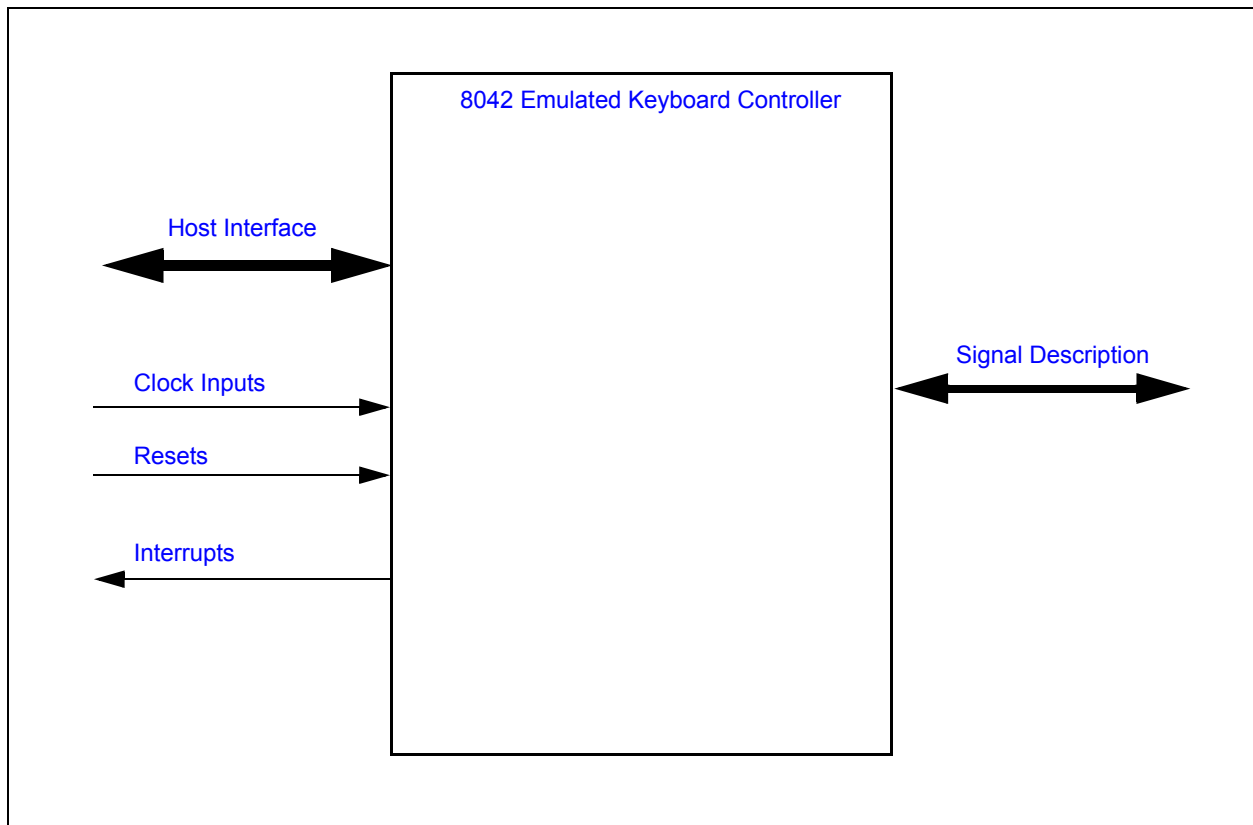 8042 Emulated Keyboard Controller
Host Interface
Signal Description
Clock Inputs
Resets
Interrupts